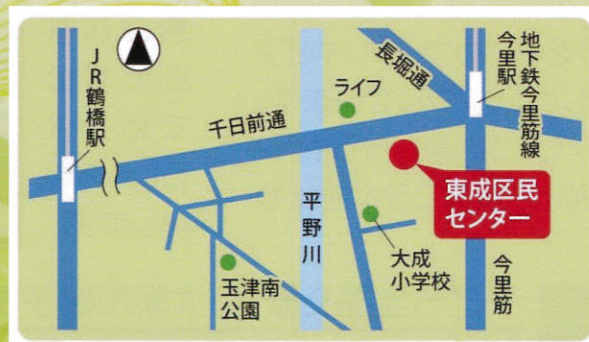 JR鶴橋駅
千日前通
ライフ
長堀通
地下鉄今里筋線
今里駅
東成区民
センター
平野川
大成
小学校
今里筋
玉津南
公園